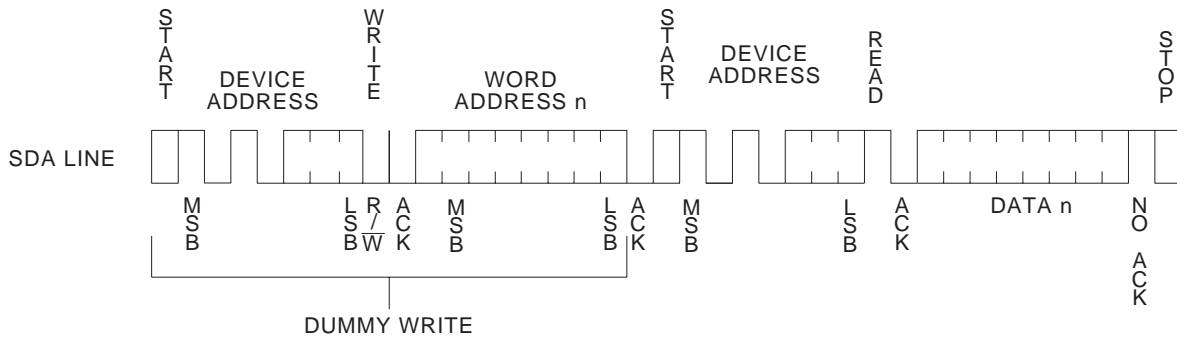 START
DEVICE
ADDRESS
WRITE
WORD
ADDRESS n
START
DEVICE
ADDRESS
READ
STOP
SDA LINE
MSB
LSB
R/W
ACK
MSB
LSB
ACK
MSB
LSB
ACK
DATA n
NO ACK
DUMMY WRITE